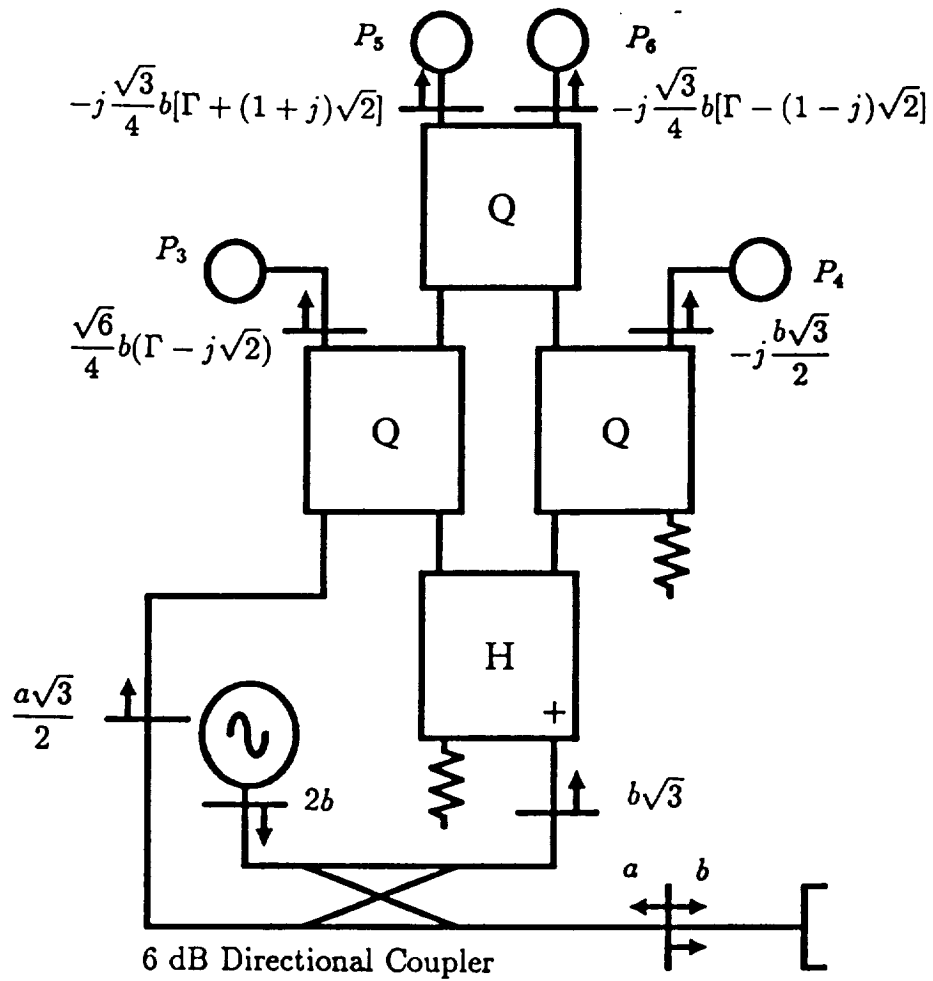 P₅ P₆
-j √3/4 b[Γ + (1 + j)√2] -j √3/4 b[Γ - (1 - j)√2]
Q
P₃ P₄
√6/4 b(Γ - j√2) -j b√3/2
Q Q
H
+
a√3/2
2b b√3
a b
6 dB Directional Coupler